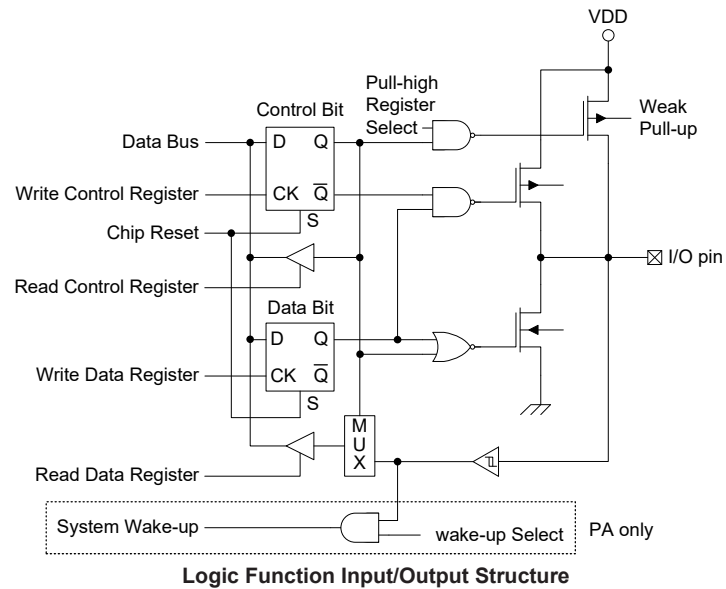 VDD
Pull-high
Register
Select
Weak
Pull-up
Control Bit
Data Bus
D Q
Write Control Register
CK Q
S
Chip Reset
I/O pin
Read Control Register
Data Bit
D Q
Write Data Register
CK Q
S
M
U
X
Read Data Register
System Wake-up
wake-up Select
PA only
Logic Function Input/Output Structure